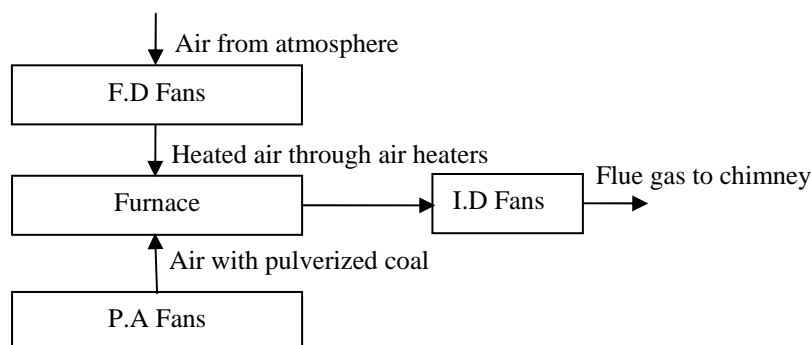 Air from atmosphere
F.D Fans
Heated air through air heaters
Furnace
I.D Fans
Flue gas to chimney
Air with pulverized coal
P.A Fans